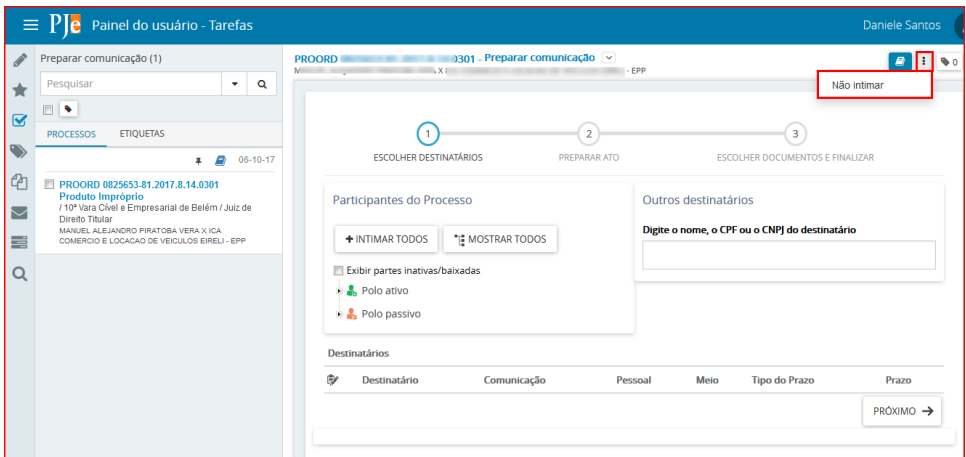 PJe Painel do usuário - Tarefas
Daniele Santos
Preparar comunicação (1)
Pesquisar
PROCESSOS ETIQUETAS
06-10-17
PROORD 0825653-81.2017.8.14.0301
Produto Impróprio
/ 10ª Vara Cível e Empresarial de Belém / Juiz de
Direito Titular
MANUEL ALEJANDRO PIRATOBA VERA X ICA
COMERCIO E LOCACAO DE VEICULOS EIRELI - EPP
PROORD 0301 - Preparar comunicação
X - EPP
0
Não intimar
1 2 3
ESCOLHER DESTINATÁRIOS PREPARAR ATO ESCOLHER DOCUMENTOS E FINALIZAR
Participantes do Processo
+ INTIMAR TODOS MOSTRAR TODOS
Exibir partes inativas/baixadas
Polo ativo
Polo passivo
Outros destinatários
Digite o nome, o CPF ou o CNPJ do destinatário
Destinatários
Destinatário Comunicação Pessoal Meio Tipo do Prazo Prazo
PRÓXIMO →